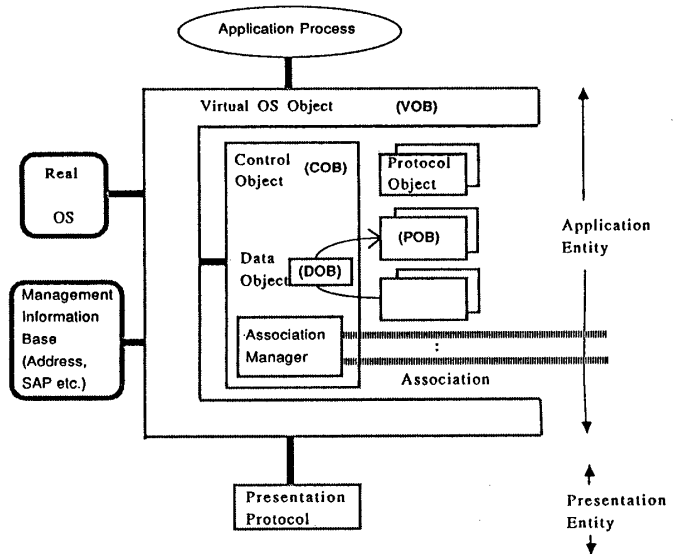 Application Process
Virtual OS Object (VOB)
Real
OS
Control
Object (COB)
Protocol
Object
(POB)
Data
Object (DOB)
Application
Entity
Management
Information
Base
(Address,
SAP etc.)
Association
Manager
:
Association
Presentation
Protocol
Presentation
Entity